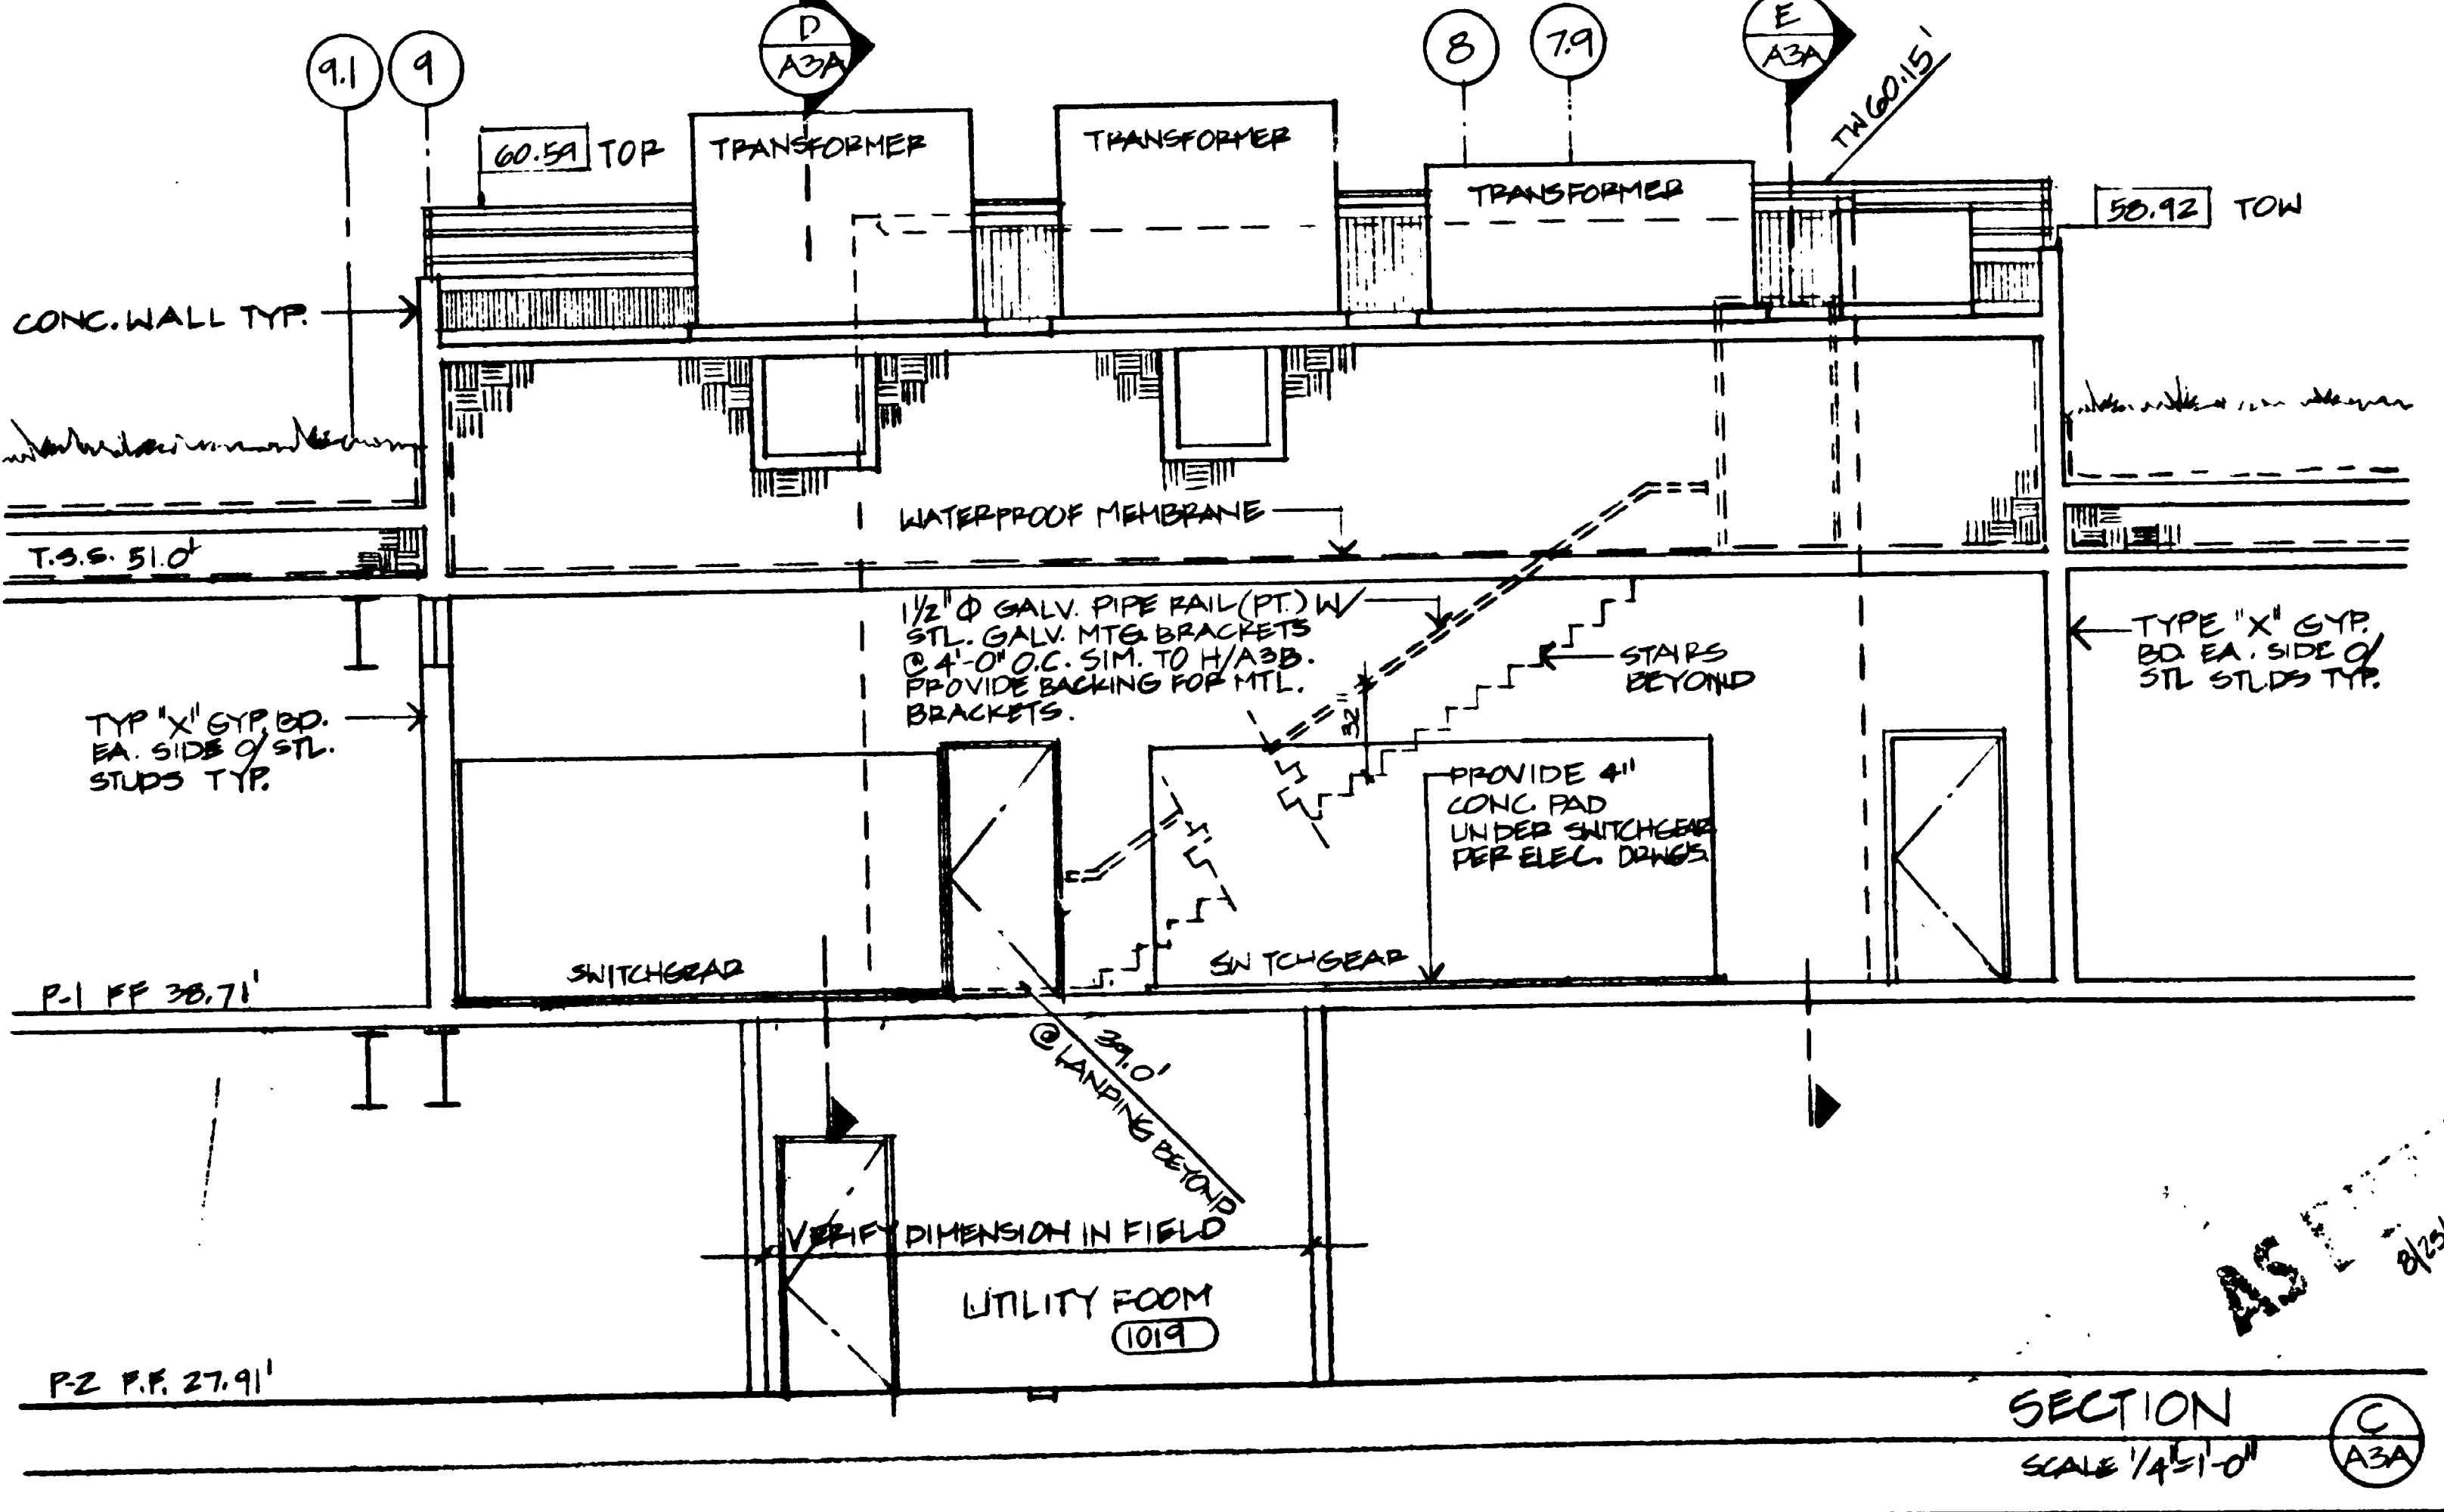 9.1
9
D
A3A
8
7.9
E
A3A
TW 60.15'
60.59 TOP
TRANSFORMER
TRANSFORMER
TRANSFORMER
58.92 TOW
CONC. WALL TYP.
WATERPROOF MEMBRANE
T.S.S. 51.0'
1 1/2" Φ GALV. PIPE RAIL (PT.) W/
STL. GALV. MTG. BRACKETS
@ 4'-0" O.C. SIM. TO H/A3B.
PROVIDE BACKING FOR MTL.
BRACKETS.
STAIRS
BEYOND
TYPE "X" GYP.
BD. EA. SIDE O/
STL STUDS TYP.
TYP "X" GYP. BD.
EA. SIDE O/ STL.
STUDS TYP.
32"
PROVIDE 4"
CONC. PAD
UNDER SWITCHGEAR
PER ELEC. DRWGS.
SWITCHGEAR
SWITCHGEAR
P-1 FF 38.71'
39.0'
@ LANDING BEYOND
VERIFY DIMENSION IN FIELD
UTILITY ROOM
1019
AS
P-2 F.F. 27.91'
SECTION
SCALE 1/4"=1'-0"
C
A3A